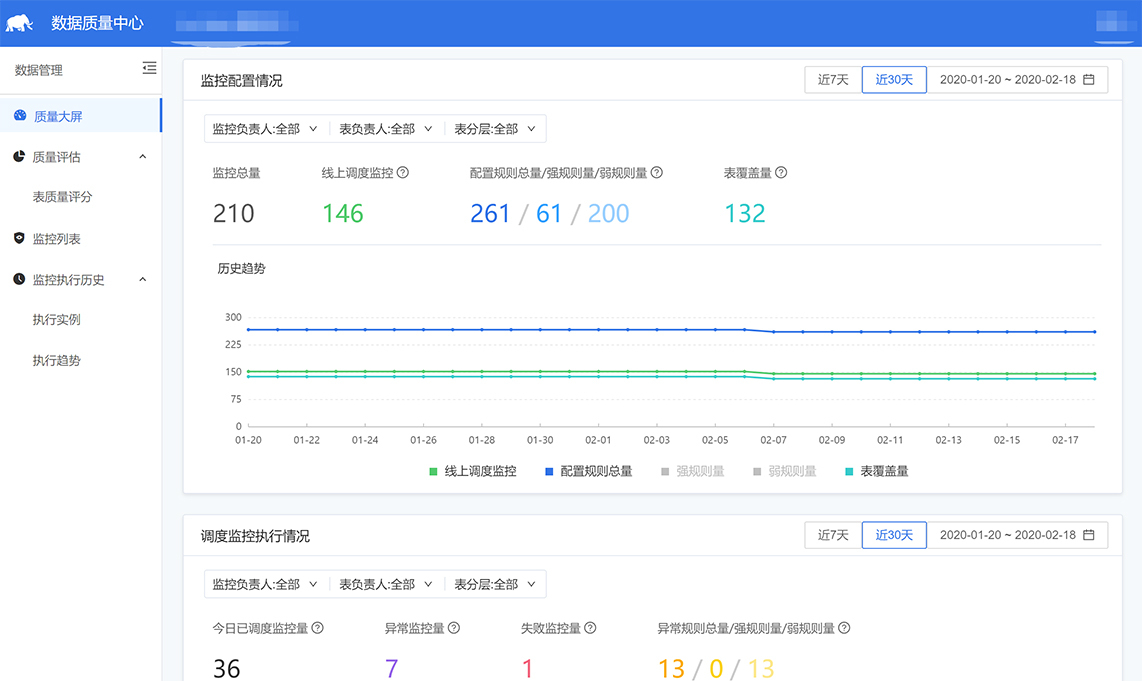 数据质量中心
数据管理
质量大屏
质量评估
表质量评分
监控列表
监控执行历史
执行实例
执行趋势
监控配置情况
近7天 近30天 2020-01-20 ~ 2020-02-18
监控负责人:全部 表负责人:全部 表分层:全部
监控总量 线上调度监控 配置规则总量/强规则量/弱规则量 表覆盖量
210 146 261 / 61 / 200 132
历史趋势
300
225
150
75
0
01-20 01-22 01-24 01-26 01-28 01-30 02-01 02-03 02-05 02-07 02-09 02-11 02-13 02-15 02-17
线上调度监控 配置规则总量 强规则量 弱规则量 表覆盖量
调度监控执行情况
近7天 近30天 2020-01-20 ~ 2020-02-18
监控负责人:全部 表负责人:全部 表分层:全部
今日已调度监控量 异常监控量 失败监控量 异常规则总量/强规则量/弱规则量
36 7 1 13 / 0 / 13